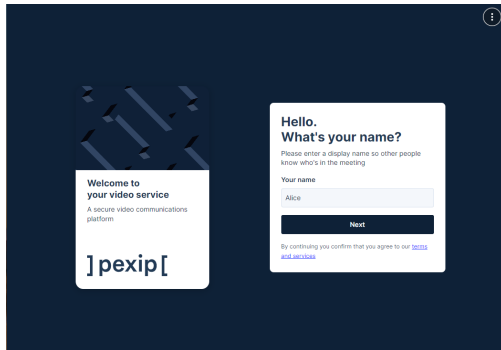 Welcome to
your video service
A secure video communications
platform
]pexip[
Hello.
What's your name?
Please enter a display name so other people
know who's in the meeting
Your name
Alice
Next
By continuing you confirm that you agree to our terms
and services